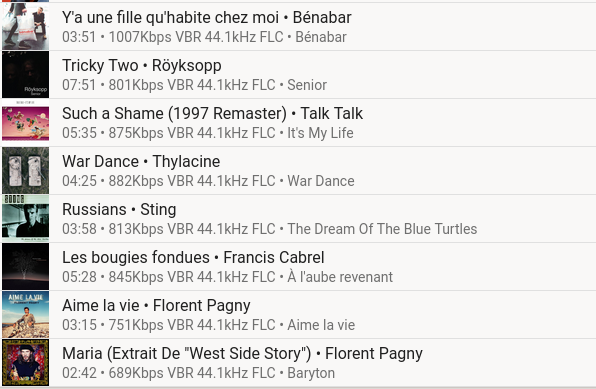 Y'a une fille qu'habite chez moi • Bénabar
03:51 • 1007Kbps VBR 44.1kHz FLC • Bénabar
Tricky Two • Röyksopp
07:51 • 801Kbps VBR 44.1kHz FLC • Senior
Röyksopp
Senior
Such a Shame (1997 Remaster) • Talk Talk
05:35 • 875Kbps VBR 44.1kHz FLC • It's My Life
War Dance • Thylacine
04:25 • 882Kbps VBR 44.1kHz FLC • War Dance
Russians • Sting
03:58 • 813Kbps VBR 44.1kHz FLC • The Dream Of The Blue Turtles
Les bougies fondues • Francis Cabrel
05:28 • 845Kbps VBR 44.1kHz FLC • À l'aube revenant
Aime la vie • Florent Pagny
03:15 • 751Kbps VBR 44.1kHz FLC • Aime la vie
AIME LA VIE
Maria (Extrait De "West Side Story") • Florent Pagny
02:42 • 689Kbps VBR 44.1kHz FLC • Baryton